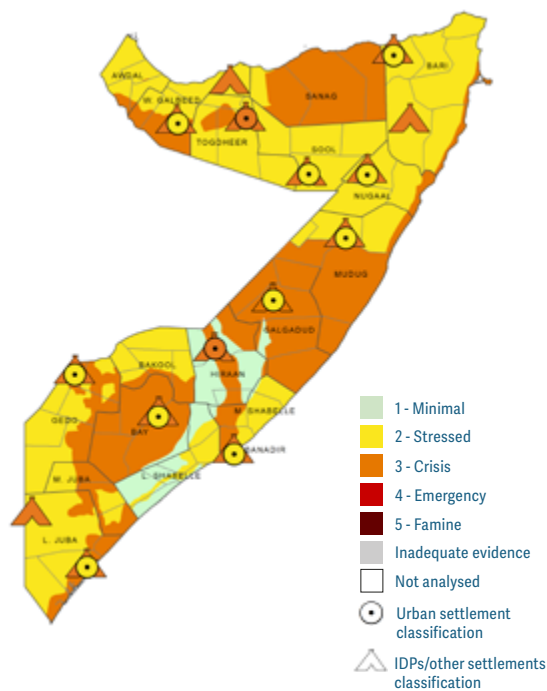 AWDAL
W. GALBEED
TOGDHEER
SANAG
BARI
SOOL
NUGAAL
MUDUG
GALGADUD
HIRAAN
BAKOOL
GEDO
BAY
M. SHABELLE
BANADIR
L. SHABELLE
M. JUBA
L. JUBA
1 - Minimal
2 - Stressed
3 - Crisis
4 - Emergency
5 - Famine
Inadequate evidence
Not analysed
Urban settlement
classification
IDPs/other settlements
classification